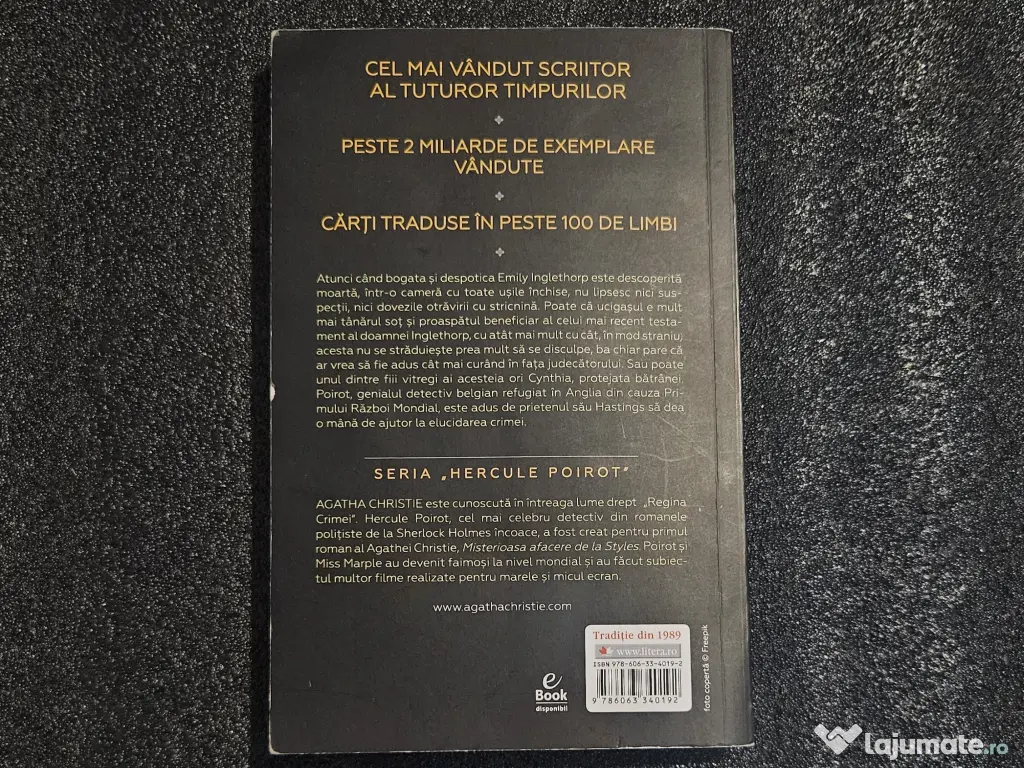 CEL MAI VÂNDUT SCRIITOR
AL TUTUROR TIMPURILOR
PESTE 2 MILIARDE DE EXEMPLARE
VÂNDUTE
CĂRȚI TRADUSE ÎN PESTE 100 DE LIMBI
Atunci când bogata și despotica Emily Inglethorp este descoperită
moartă, într-o cameră cu toate ușile închise, nu lipsesc nici sus-
pecții, nici dovezile otrăvirii cu stricnină. Poate că ucigașul e mult
mai tânărul soț și proaspătul beneficiar al celui mai recent testa-
ment al doamnei Inglethorp, cu atât mai mult cu cât, în mod straniu,
acesta nu se străduiește prea mult să se disculpe, ba chiar pare că
ar vrea să fie adus cât mai curând în fața judecătorului. Sau poate
unul dintre fiii vitregi ai acesteia ori Cynthia, protejata bătrânei.
Poirot, genialul detectiv belgian refugiat în Anglia din cauza Pri-
mului Război Mondial, este adus de prietenul său Hastings să dea
o mână de ajutor la elucidarea crimei.
SERIA „HERCULE POIROT”
AGATHA CHRISTIE este cunoscută în întreaga lume drept „Regina
Crimei”. Hercule Poirot, cel mai celebru detectiv din romanele
polițiste de la Sherlock Holmes încoace, a fost creat pentru primul
roman al Agathei Christie, Misterioasa afacere de la Styles. Poirot și
Miss Marple au devenit faimoși la nivel mondial și au făcut subiec-
tul multor filme realizate pentru marele și micul ecran.
www.agathachristie.com
Tradiție din 1989
www.litera.ro
ISBN 978-606-33-4019-2
9 786063 340192
e
Book
disponibil
foto copertă © Freepik
lajumate.ro